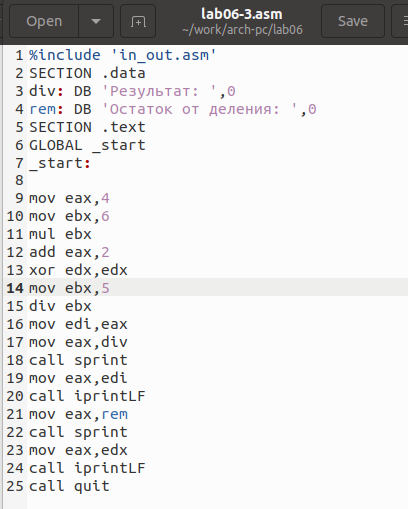 Open
lab06-3.asm
~/work/arch-pc/lab06
Save
1 %include 'in_out.asm'
2 SECTION .data
3 div: DB 'Результат: ',0
4 rem: DB 'Остаток от деления: ',0
5 SECTION .text
6 GLOBAL _start
7 _start:
8
9 mov eax,4
10 mov ebx,6
11 mul ebx
12 add eax,2
13 xor edx,edx
14 mov ebx,5
15 div ebx
16 mov edi,eax
17 mov eax,div
18 call sprint
19 mov eax,edi
20 call iprintLF
21 mov eax,rem
22 call sprint
23 mov eax,edx
24 call iprintLF
25 call quit